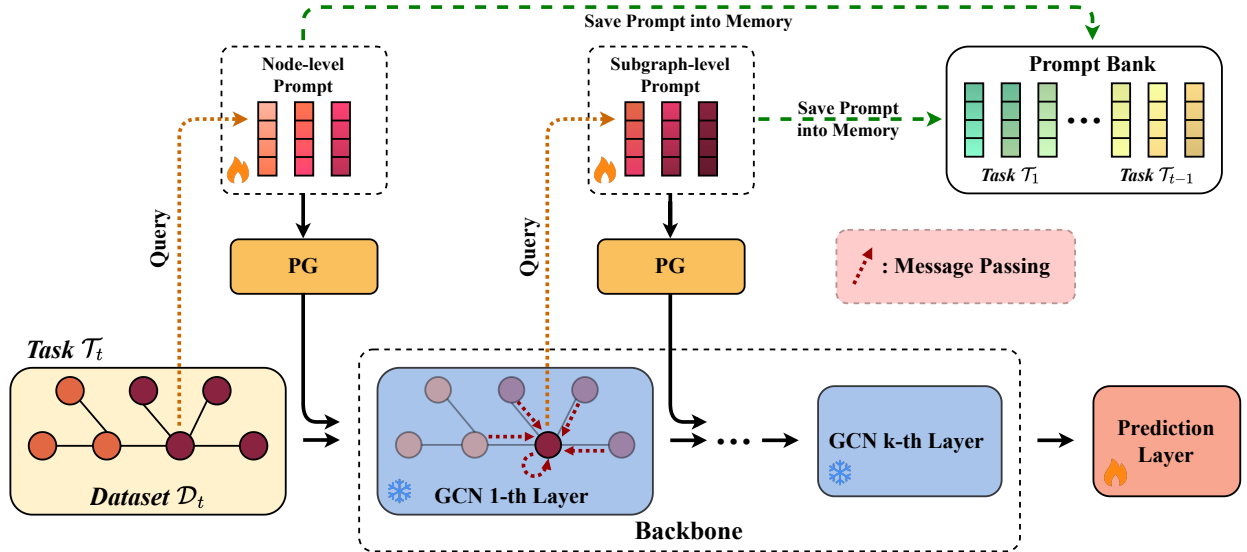 Save Prompt into Memory
Node-level
Prompt
Subgraph-level
Prompt
Prompt Bank
Save Prompt
into Memory
Task 𝒯₁
Task 𝒯ₜ₋₁
Query
Query
PG
PG
: Message Passing
Task 𝒯ₜ
Dataset 𝒟ₜ
GCN 1-th Layer
GCN k-th Layer
Prediction
Layer
Backbone